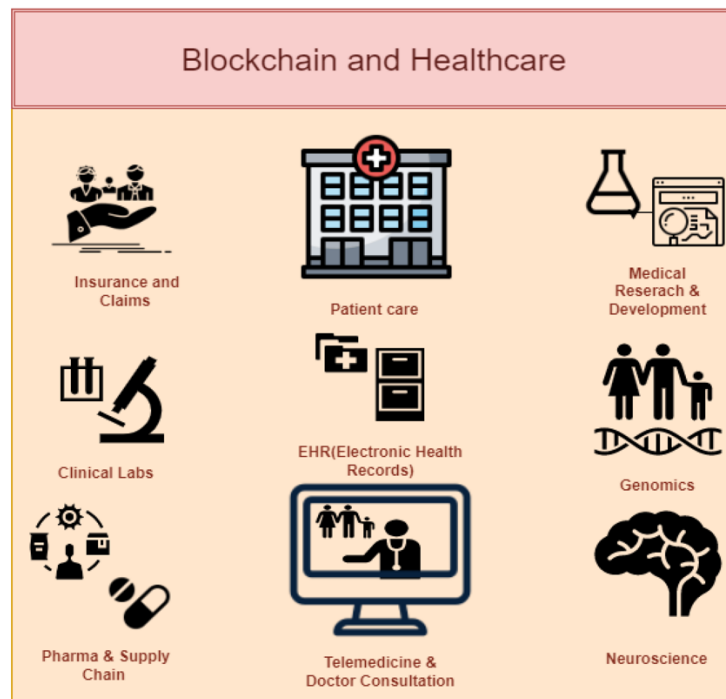 Blockchain and Healthcare
Insurance and
Claims
Patient care
Medical
Reserach &
Development
Clinical Labs
EHR(Electronic Health
Records)
Genomics
Pharma & Supply
Chain
Telemedicine &
Doctor Consultation
Neuroscience